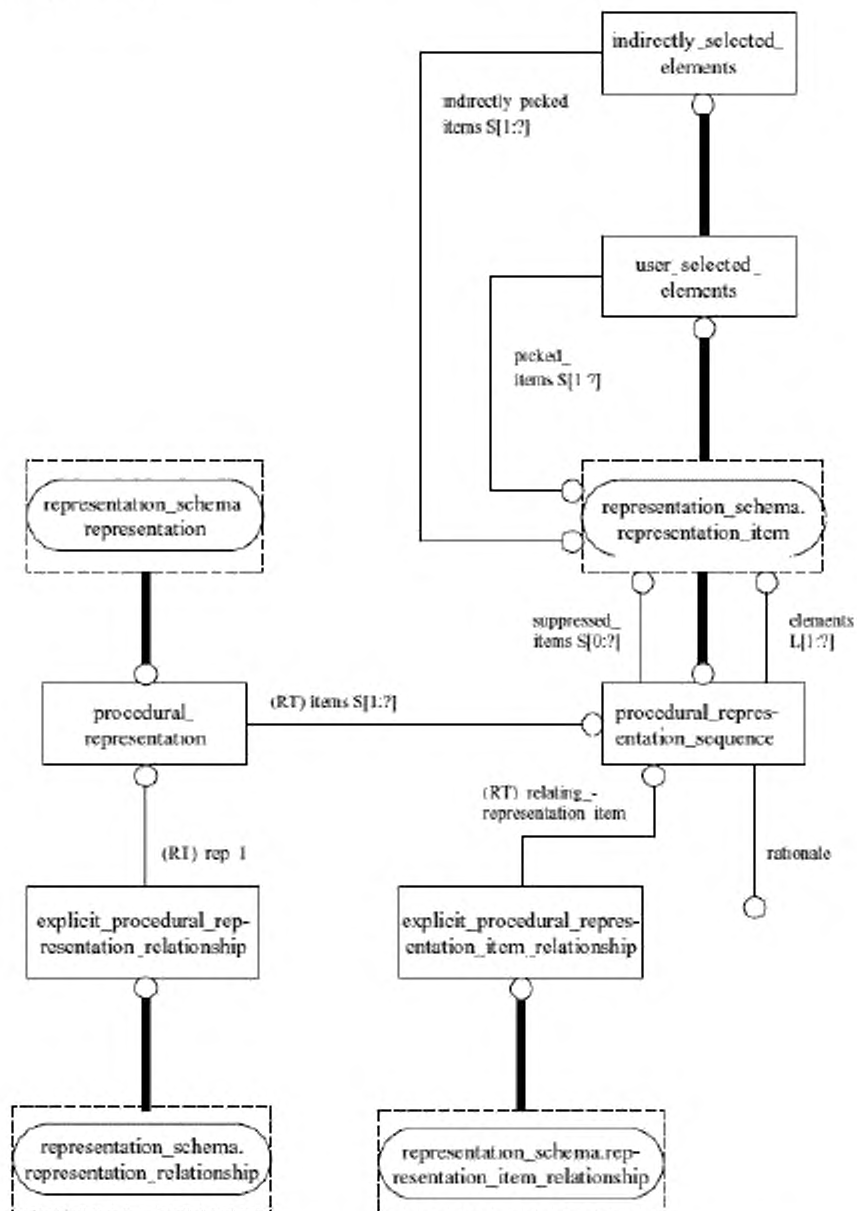 indirectly_selected_
elements
indirectly picked
items S[1:?]
user_selected_
elements
picked_
items S[1:?]
representation_schema
representation
representation_schema.
representation_item
suppressed_
items S[0:?]
elements
L[1:?]
procedural_
representation
(RT) items S[1:?]
procedural_repres-
entation_sequence
(RT) relating_-
representation item
(RT) rep 1
rationale
explicit_procedural_rep-
resentation_relationship
explicit_procedural_repres-
entation_item_relationship
representation_schema.
representation_relationship
representation_schema.rep-
resentation_item_relationship